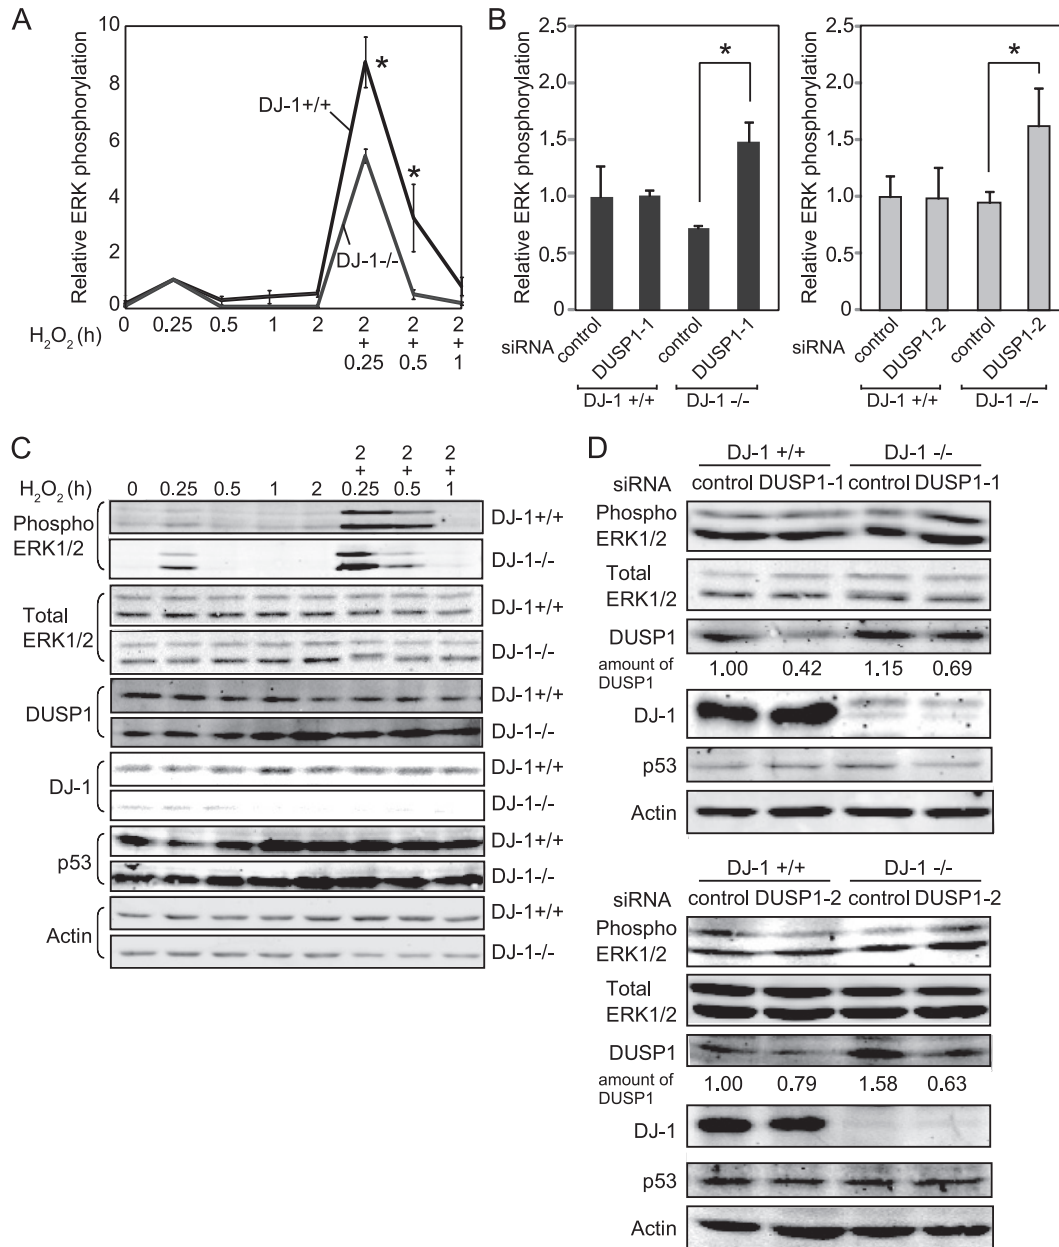 A
Relative ERK phosphorylation
10
8
6
4
2
0
DJ-1+/+
DJ-1-/-
*
*
H2O2 (h)
0 0.25 0.5 1 2 2+0.25 2+0.5 2+1
B
Relative ERK phosphorylation
2.5
2.0
1.5
1.0
0.5
0
*
siRNA
control DUSP1-1 control DUSP1-1
DJ-1 +/+ DJ-1 -/-
Relative ERK phosphorylation
2.5
2.0
1.5
1.0
0.5
0
*
siRNA
control DUSP1-2 control DUSP1-2
DJ-1 +/+ DJ-1 -/-
C
H2O2 (h) 0 0.25 0.5 1 2 2+0.25 2+0.5 2+1
Phospho
ERK1/2
DJ-1+/+
DJ-1-/-
Total
ERK1/2
DJ-1+/+
DJ-1-/-
DUSP1
DJ-1+/+
DJ-1-/-
DJ-1
DJ-1+/+
DJ-1-/-
p53
DJ-1+/+
DJ-1-/-
Actin
DJ-1+/+
DJ-1-/-
D
DJ-1 +/+ DJ-1 -/-
siRNA control DUSP1-1 control DUSP1-1
Phospho
ERK1/2
Total
ERK1/2
DUSP1
amount of
DUSP1
1.00 0.42 1.15 0.69
DJ-1
p53
Actin
DJ-1 +/+ DJ-1 -/-
siRNA control DUSP1-2 control DUSP1-2
Phospho
ERK1/2
Total
ERK1/2
DUSP1
amount of
DUSP1
1.00 0.79 1.58 0.63
DJ-1
p53
Actin